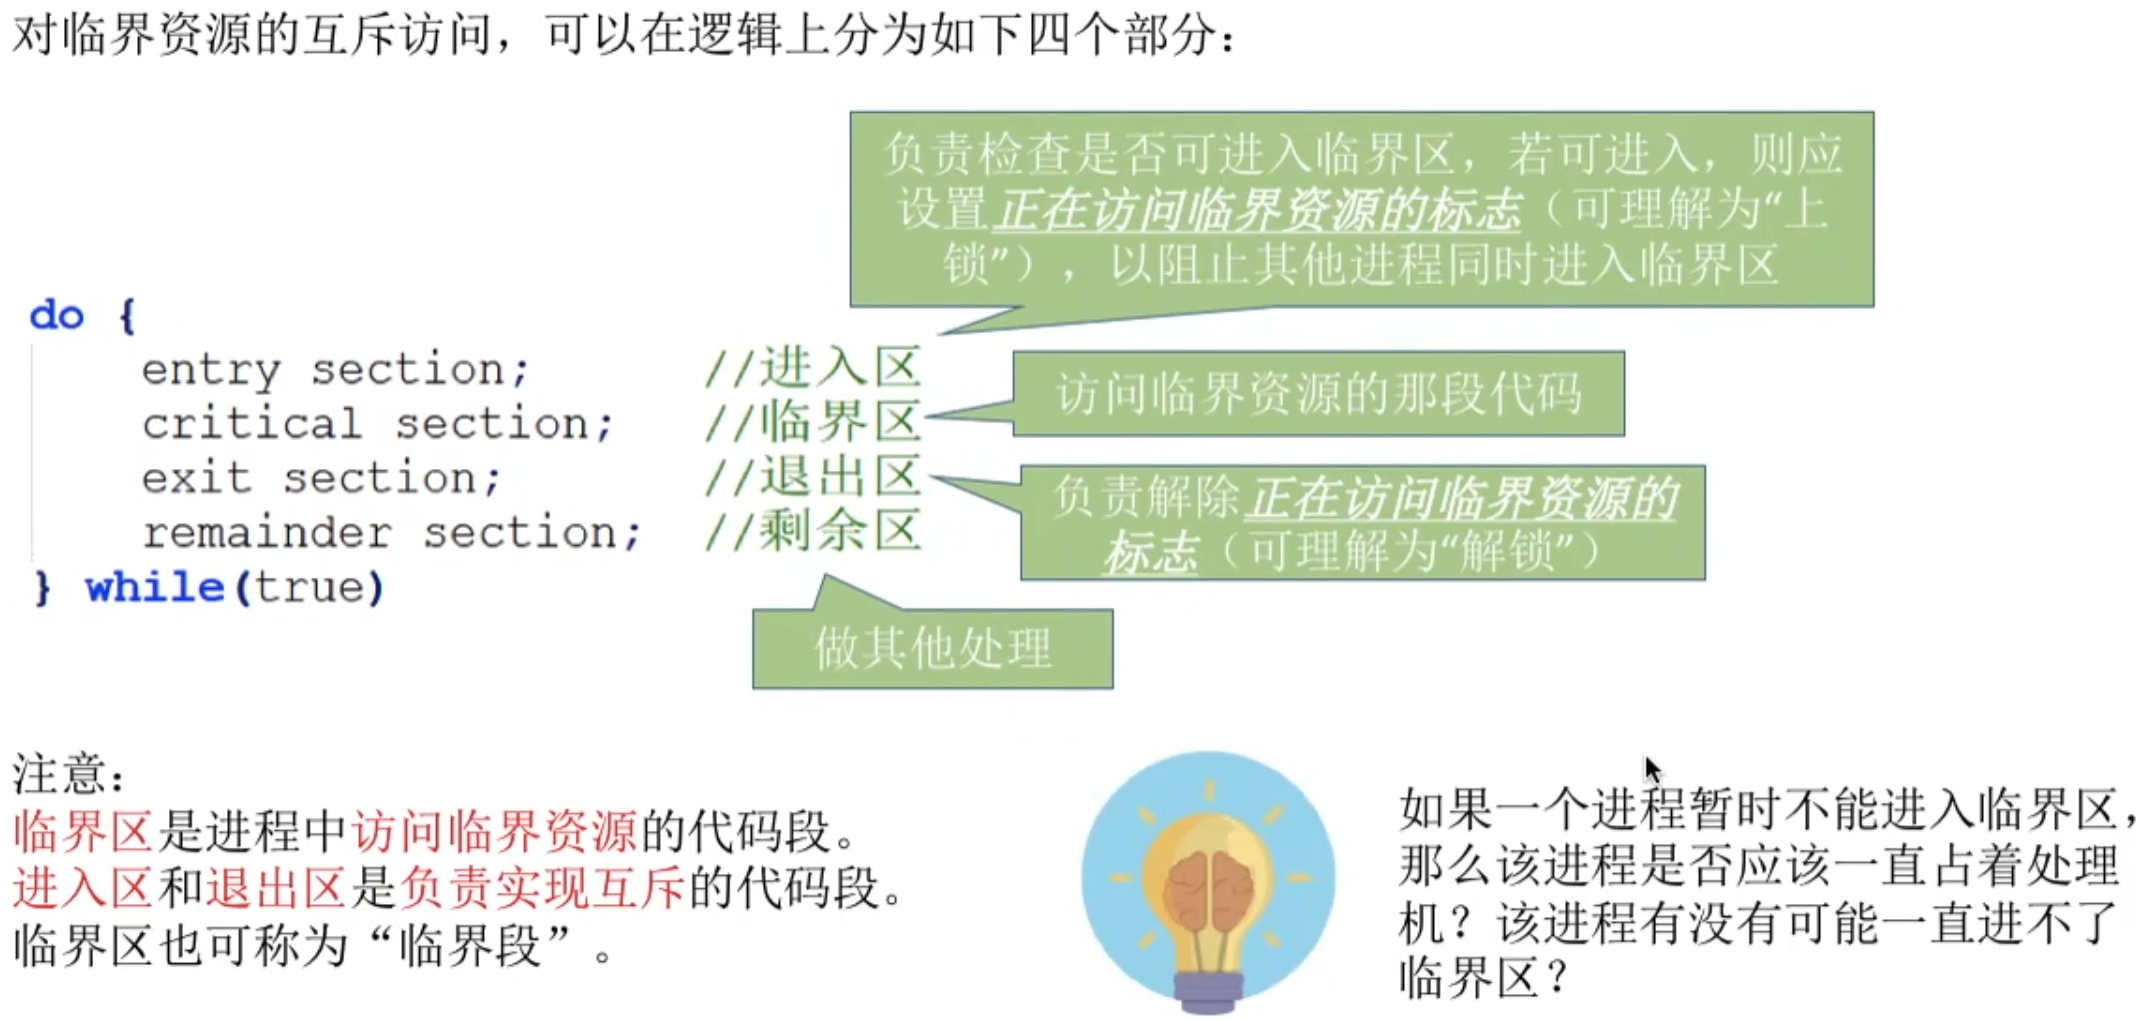 对临界资源的互斥访问，可以在逻辑上分为如下四个部分：
负责检查是否可进入临界区，若可进入，则应
设置正在访问临界资源的标志（可理解为“上
锁”），以阻止其他进程同时进入临界区
do {
entry section; //进入区
critical section; //临界区
exit section; //退出区
remainder section; //剩余区
} while(true)
访问临界资源的那段代码
负责解除正在访问临界资源的
标志（可理解为“解锁”）
做其他处理
注意：
临界区是进程中访问临界资源的代码段。
进入区和退出区是负责实现互斥的代码段。
临界区也可称为“临界段”。
如果一个进程暂时不能进入临界区，
那么该进程是否应该一直占着处理
机？该进程有没有可能一直进不了
临界区？